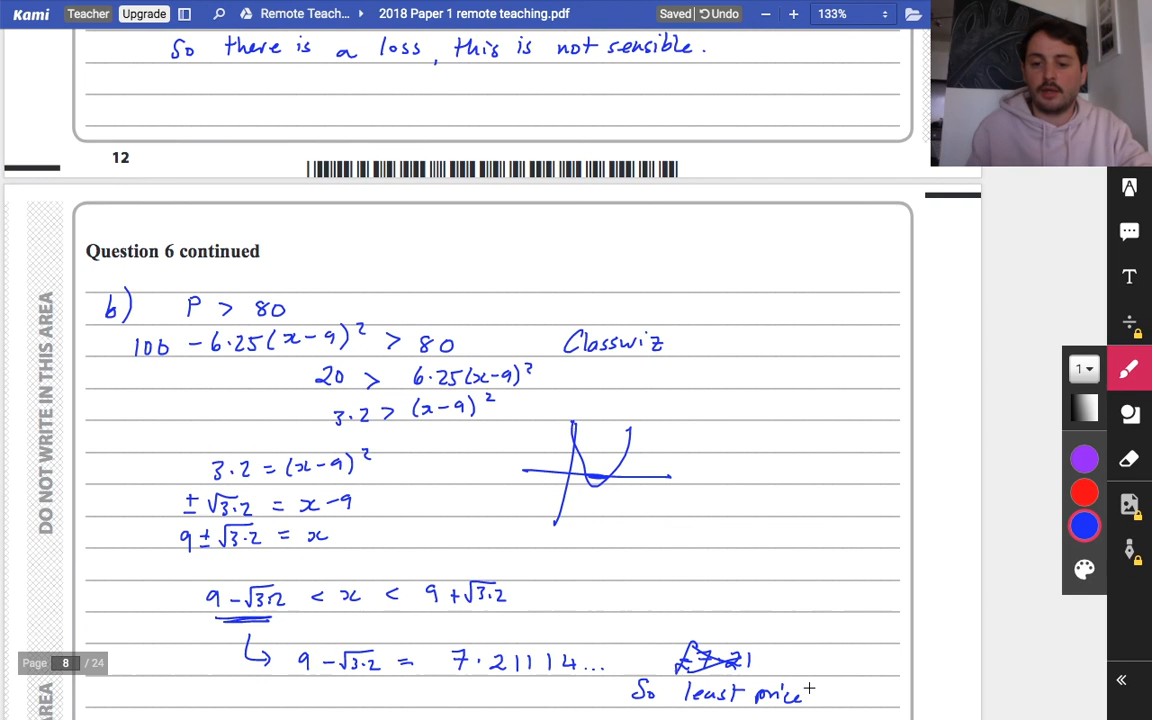 Kami Teacher Upgrade Remote Teach... 2018 Paper 1 remote teaching.pdf Saved Undo 133%
So there is a loss, this is not sensible.
12
Question 6 continued
DO NOT WRITE IN THIS AREA
b) P > 80
100 - 6.25(x-9)² > 80 Classwiz
20 > 6.25(x-9)²
3.2 > (x-9)²
3.2 = (x-9)²
± √3.2 = x-9
9 ± √3.2 = x
9 - √3.2 < x < 9 + √3.2
9 - √3.2 = 7.21114... £7.21
So least price
Page 8 / 24
AREA
T
1